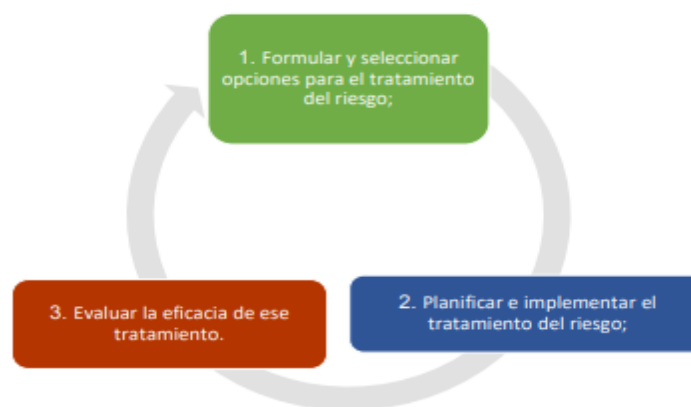 1. Formular y seleccionar
opciones para el tratamiento
del riesgo;
2. Planificar e implementar el
tratamiento del riesgo;
3. Evaluar la eficacia de ese
tratamiento.